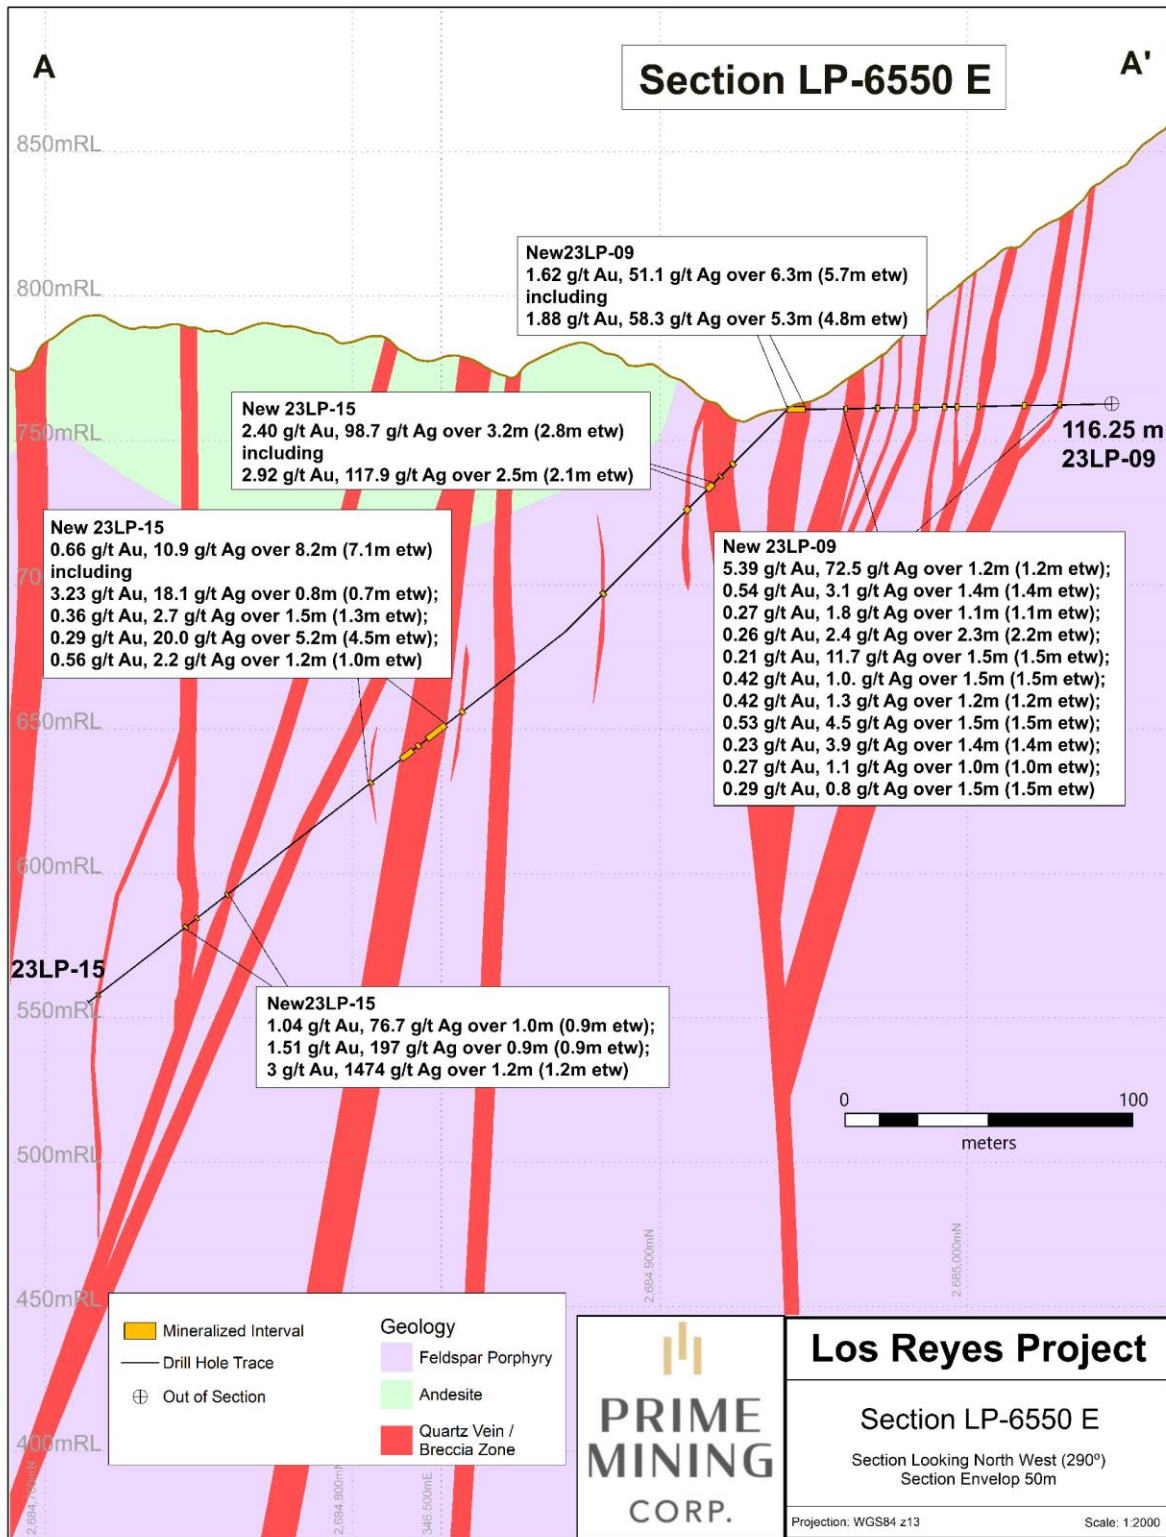 A
A'
Section LP-6550 E
850mRL
800mRL
New23LP-09
1.62 g/t Au, 51.1 g/t Ag over 6.3m (5.7m etw)
including
1.88 g/t Au, 58.3 g/t Ag over 5.3m (4.8m etw)
750mRL
New 23LP-15
2.40 g/t Au, 98.7 g/t Ag over 3.2m (2.8m etw)
including
2.92 g/t Au, 117.9 g/t Ag over 2.5m (2.1m etw)
116.25 m
23LP-09
New 23LP-15
0.66 g/t Au, 10.9 g/t Ag over 8.2m (7.1m etw)
including
3.23 g/t Au, 18.1 g/t Ag over 0.8m (0.7m etw);
0.36 g/t Au, 2.7 g/t Ag over 1.5m (1.3m etw);
0.29 g/t Au, 20.0 g/t Ag over 5.2m (4.5m etw);
0.56 g/t Au, 2.2 g/t Ag over 1.2m (1.0m etw)
New 23LP-09
5.39 g/t Au, 72.5 g/t Ag over 1.2m (1.2m etw);
0.54 g/t Au, 3.1 g/t Ag over 1.4m (1.4m etw);
0.27 g/t Au, 1.8 g/t Ag over 1.1m (1.1m etw);
0.26 g/t Au, 2.4 g/t Ag over 2.3m (2.2m etw);
0.21 g/t Au, 11.7 g/t Ag over 1.5m (1.5m etw);
0.42 g/t Au, 1.0. g/t Ag over 1.5m (1.5m etw);
0.42 g/t Au, 1.3 g/t Ag over 1.2m (1.2m etw);
0.53 g/t Au, 4.5 g/t Ag over 1.5m (1.5m etw);
0.23 g/t Au, 3.9 g/t Ag over 1.4m (1.4m etw);
0.27 g/t Au, 1.1 g/t Ag over 1.0m (1.0m etw);
0.29 g/t Au, 0.8 g/t Ag over 1.5m (1.5m etw)
650mRL
600mRL
23LP-15
550mRL
New23LP-15
1.04 g/t Au, 76.7 g/t Ag over 1.0m (0.9m etw);
1.51 g/t Au, 197 g/t Ag over 0.9m (0.9m etw);
3 g/t Au, 1474 g/t Ag over 1.2m (1.2m etw)
0 100
meters
500mRL
450mRL
400mRL
2,684,800mN
346,500mE
2,684,900mN
2,685,000mN
Mineralized Interval
Drill Hole Trace
Out of Section
Geology
Feldspar Porphyry
Andesite
Quartz Vein /
Breccia Zone
PRIME
MINING
CORP.
Los Reyes Project
Section LP-6550 E
Section Looking North West (290º)
Section Envelop 50m
Projection: WGS84 z13
Scale: 1:2000